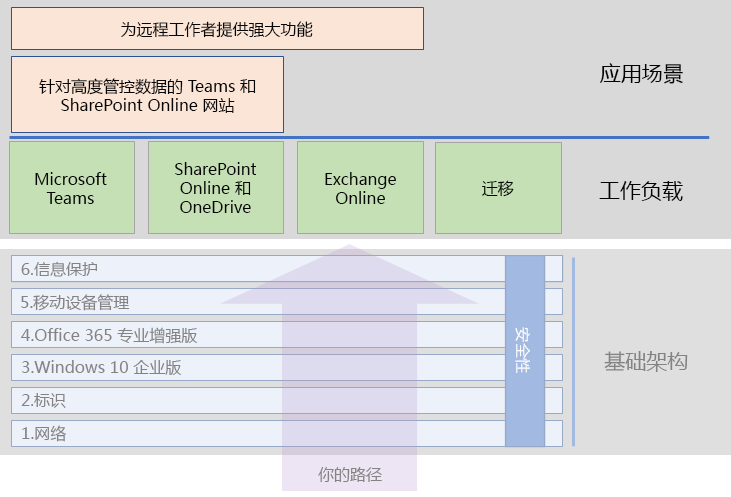 为远程工作者提供强大功能
针对高度管控数据的 Teams 和
SharePoint Online 网站
应用场景
Microsoft
Teams
SharePoint
Online 和
OneDrive
Exchange
Online
迁移
工作负载
6.信息保护
5.移动设备管理
4.Office 365 专业增强版
3.Windows 10 企业版
2.标识
1.网络
安全性
基础架构
你的路径